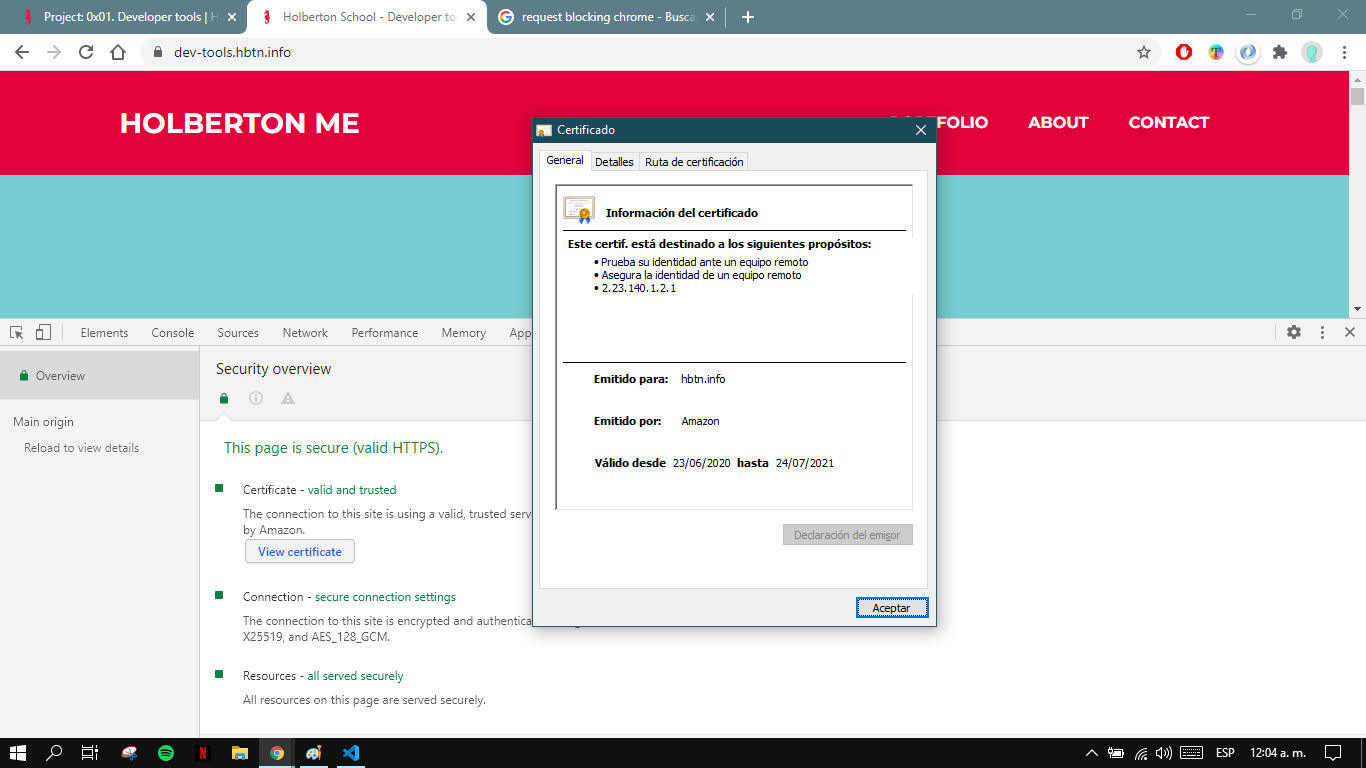 Project: 0x01. Developer tools | H
Holberton School - Developer to
request blocking chrome - Busca
dev-tools.hbtn.info
HOLBERTON ME
FOLIO
ABOUT
CONTACT
Certificado
General
Detalles
Ruta de certificación
Información del certificado
Este certif. está destinado a los siguientes propósitos:
• Prueba su identidad ante un equipo remoto
• Asegura la identidad de un equipo remoto
• 2.23.140.1.2.1
Emitido para: hbtn.info
Emitido por: Amazon
Válido desde 23/06/2020 hasta 24/07/2021
Declaración del emisor
Aceptar
Elements
Console
Sources
Network
Performance
Memory
App
Overview
Main origin
Reload to view details
Security overview
This page is secure (valid HTTPS).
Certificate - valid and trusted
The connection to this site is using a valid, trusted serv
by Amazon.
View certificate
Connection - secure connection settings
The connection to this site is encrypted and authentica
X25519, and AES_128_GCM.
Resources - all served securely
All resources on this page are served securely.
ESP
12:04 a. m.